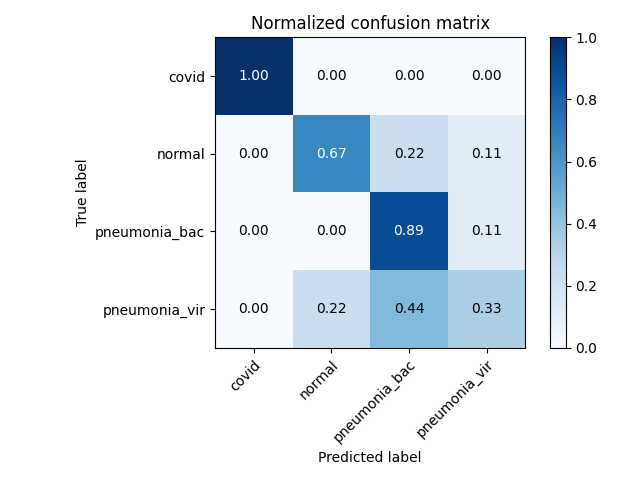 Normalized confusion matrix
True label
covid 1.00 0.00 0.00 0.00
normal 0.00 0.67 0.22 0.11
pneumonia_bac 0.00 0.00 0.89 0.11
pneumonia_vir 0.00 0.22 0.44 0.33
covid normal pneumonia_bac pneumonia_vir
Predicted label
1.0
0.8
0.6
0.4
0.2
0.0